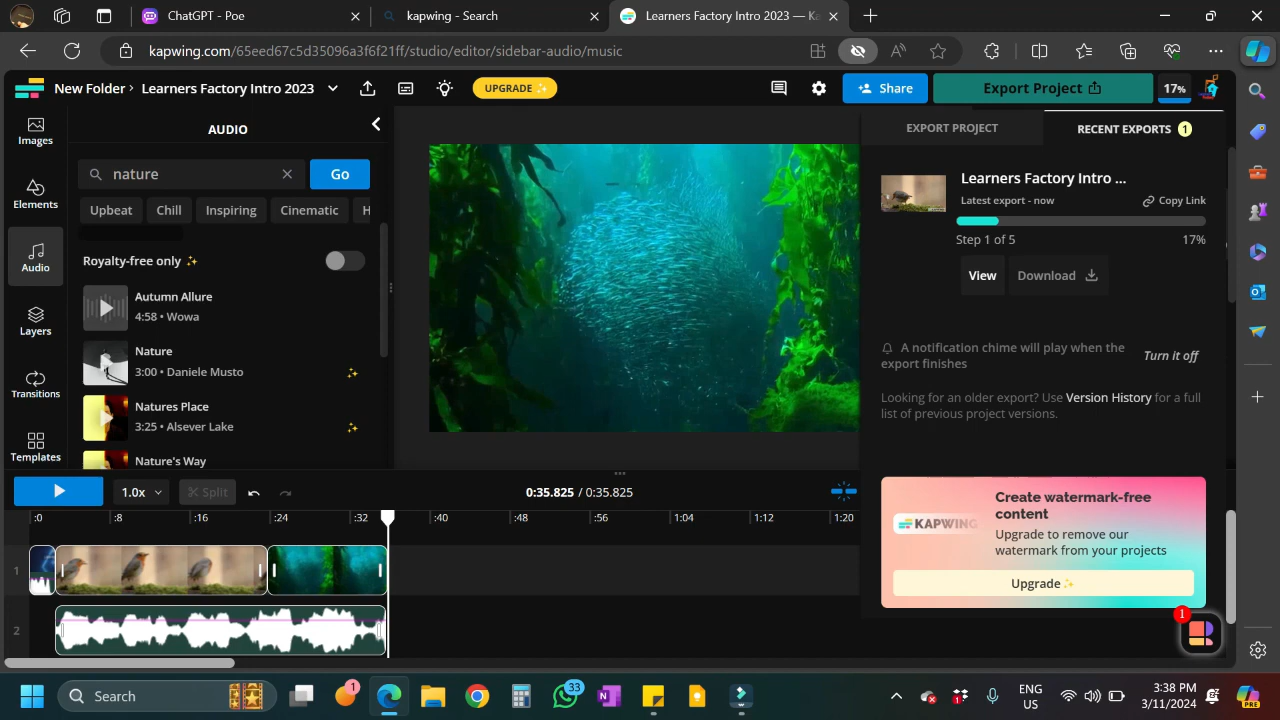 ChatGPT - Poe
kapwing - Search
Learners Factory Intro 2023 — Ka
kapwing.com/65eed67c5d35096a3f6f21ff/studio/editor/sidebar-audio/music
New Folder› Learners Factory Intro 2023
UPGRADE
Share
Export Project
17%
Images
Elements
Audio
Layers
Transitions
Templates
AUDIO
nature
Go
Upbeat
Chill
Inspiring
Cinematic
H
Royalty-free only
Autumn Allure
4:58 • Wowa
Nature
3:00 • Daniele Musto
Natures Place
3:25 • Alsever Lake
Nature's Way
EXPORT PROJECT
RECENT EXPORTS 1
Learners Factory Intro ...
Latest export - now
Copy Link
Step 1 of 5
17%
View
Download
A notification chime will play when the
export finishes
Turn it off
Looking for an older export? Use Version History for a full
list of previous project versions.
KAPWING
Create watermark-free
content
Upgrade to remove our
watermark from your projects
Upgrade
1
1.0x
Split
0:35.825 / 0:35.825
:0
:8
:16
:24
:32
:40
:48
:56
1:04
1:12
1:20
1
2
Search
1
33
ENG
US
3:38 PM
3/11/2024
PRE